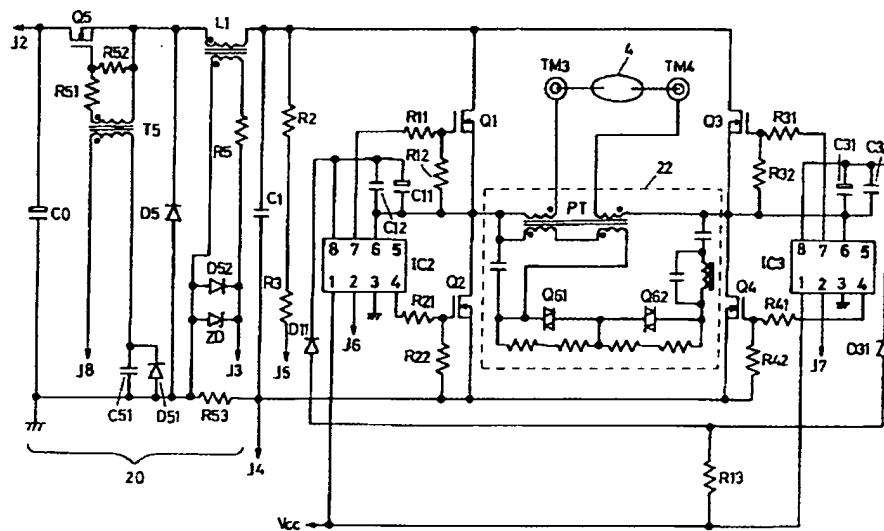 Q5
L1
J2
R52
R51
T5
R5
R2
TM3
4
TM4
R11
Q1
Q3
R31
C31
R12
R32
22
C0
D5
C1
C11
C12
PT
8 7 6 5
IC2
1 2 3 4
8 7 6 5
IC3
1 2 3 4
D52
ZD
R3
D11
Q2
R21
Q61
Q62
Q4
R41
J8
J3
J5
J6
R22
R42
J7
D31
C51
D51
R53
J4
20
R13
Vcc